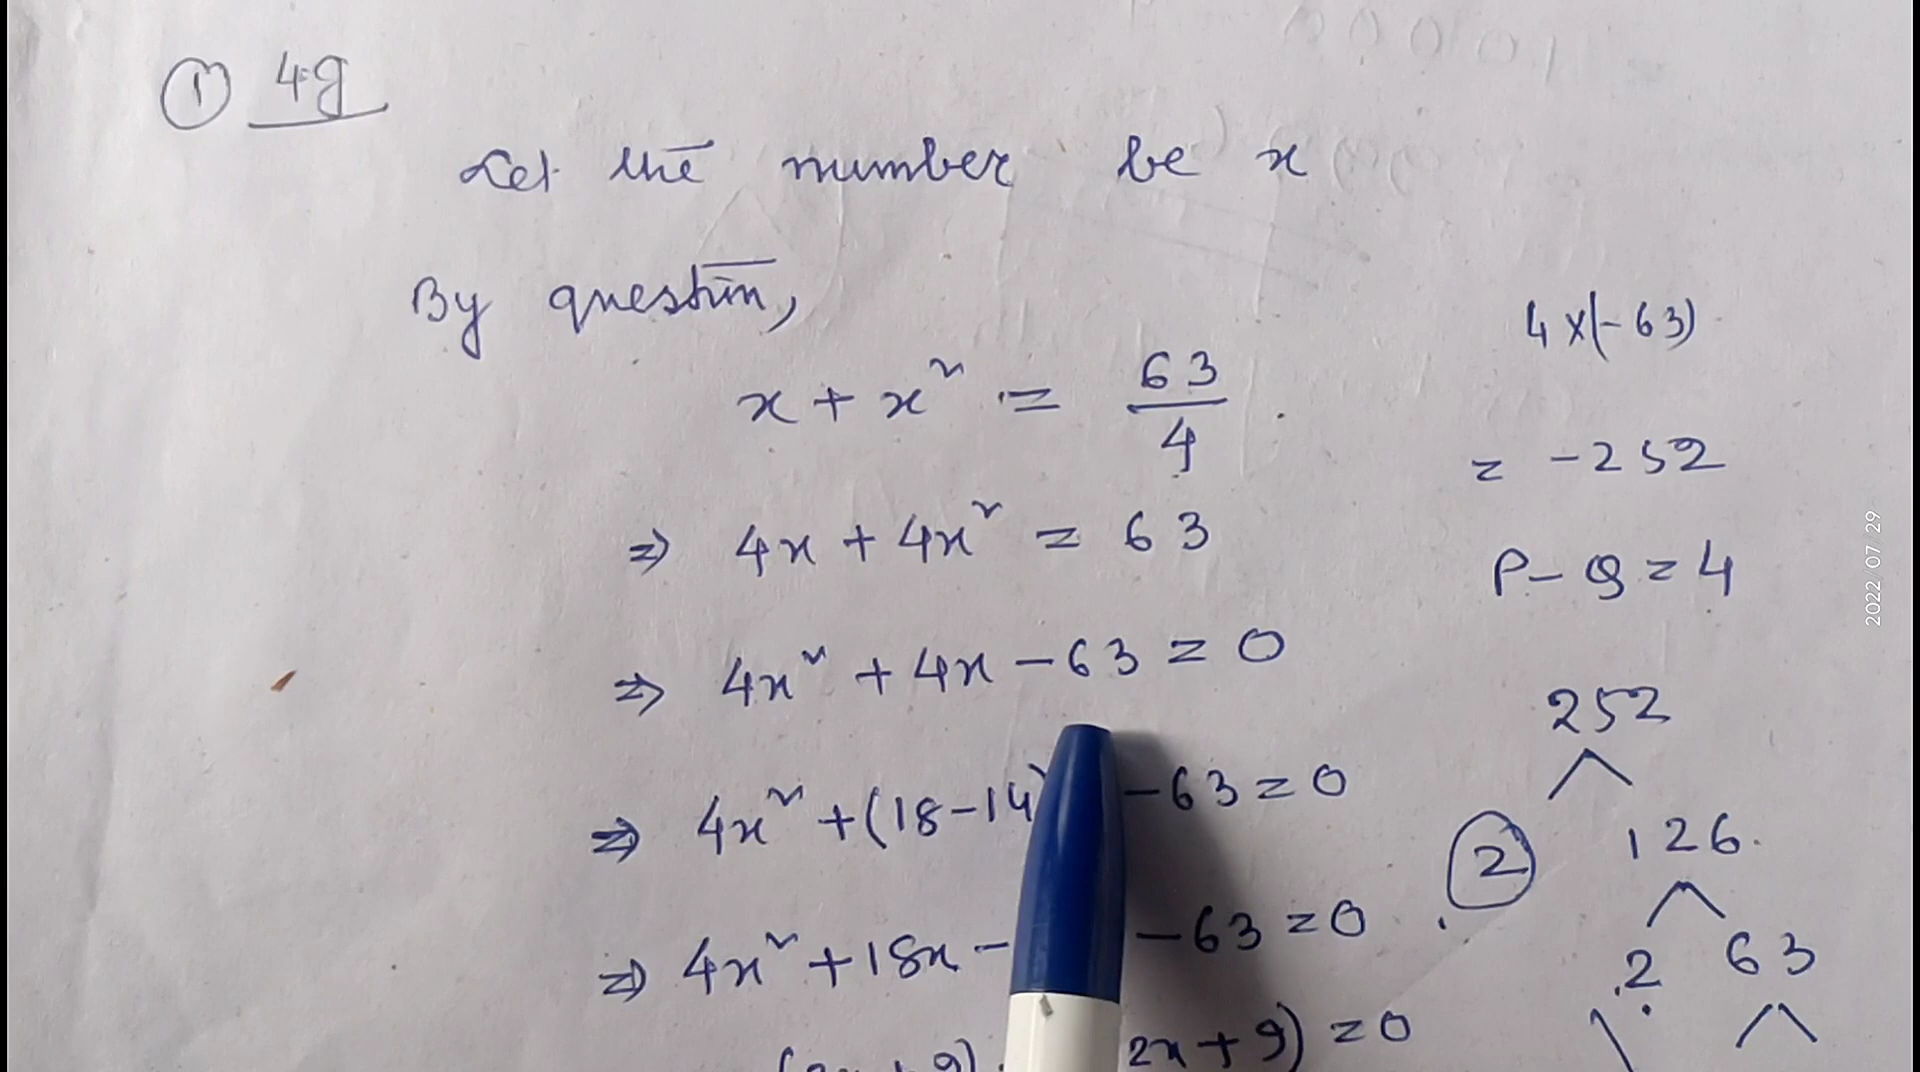 ① 4g
Let the number be x
By question,
x + x² = 63/4
⇒ 4x + 4x² = 63
⇒ 4x² + 4x - 63 = 0
⇒ 4x² + (18-14) -63 = 0
⇒ 4x² + 18x - -63 = 0
2x + 9) = 0
4 x (-63)
= -252
P - Q = 4
252
2 126
2 63
2022 07 29